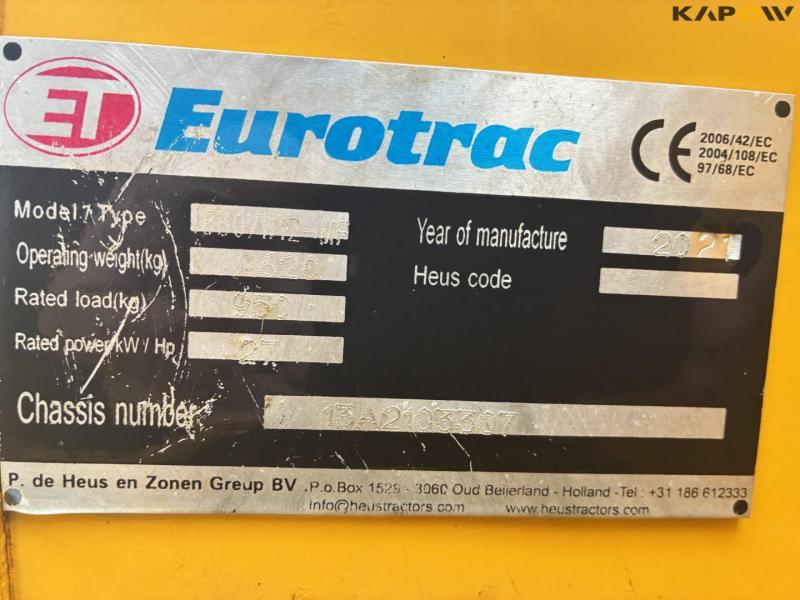 KAPOW
ET Eurotrac
CE 2006/42/EC
2004/108/EC
97/68/EC
Model / Type
Operating weight(kg) 2620
Rated load(kg) 950
Rated power kW / Hp 27
Year of manufacture 2021
Heus code
Chassis number 13A2103307
P. de Heus en Zonen Greup BV .P.o.Box 1529 - 3060 Oud Beijerland - Holland -Tel : +31 186 612333
info@heustractors.com www.heustractors.com